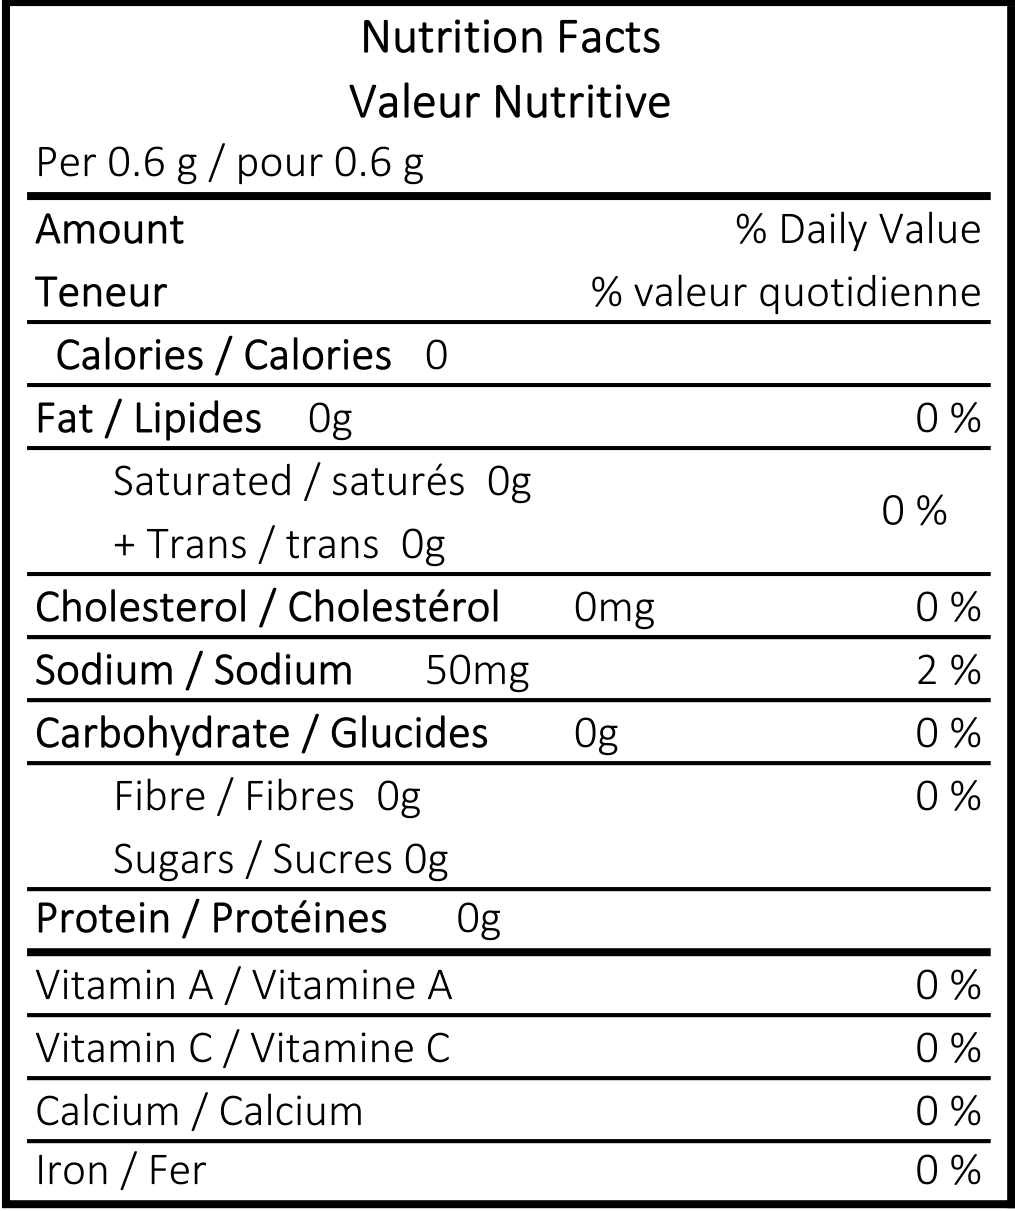 Nutrition Facts
Valeur Nutritive
Per 0.6 g / pour 0.6 g
Amount % Daily Value
Teneur % valeur quotidienne
Calories / Calories 0
Fat / Lipides 0g 0 %
Saturated / saturés 0g
0 %
+ Trans / trans 0g
Cholesterol / Cholestérol 0mg 0 %
Sodium / Sodium 50mg 2 %
Carbohydrate / Glucides 0g 0 %
Fibre / Fibres 0g 0 %
Sugars / Sucres 0g
Protein / Protéines 0g
Vitamin A / Vitamine A 0 %
Vitamin C / Vitamine C 0 %
Calcium / Calcium 0 %
Iron / Fer 0 %